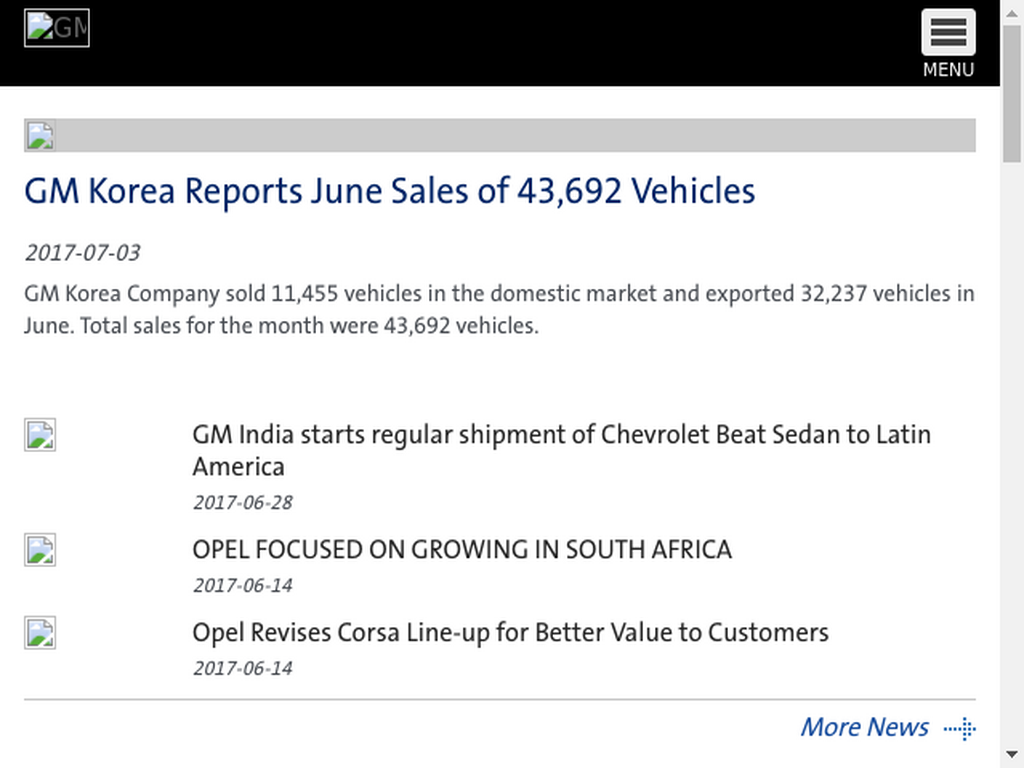 GM
MENU
GM Korea Reports June Sales of 43,692 Vehicles
2017-07-03
GM Korea Company sold 11,455 vehicles in the domestic market and exported 32,237 vehicles in
June. Total sales for the month were 43,692 vehicles.
GM India starts regular shipment of Chevrolet Beat Sedan to Latin
America
2017-06-28
OPEL FOCUSED ON GROWING IN SOUTH AFRICA
2017-06-14
Opel Revises Corsa Line-up for Better Value to Customers
2017-06-14
More News